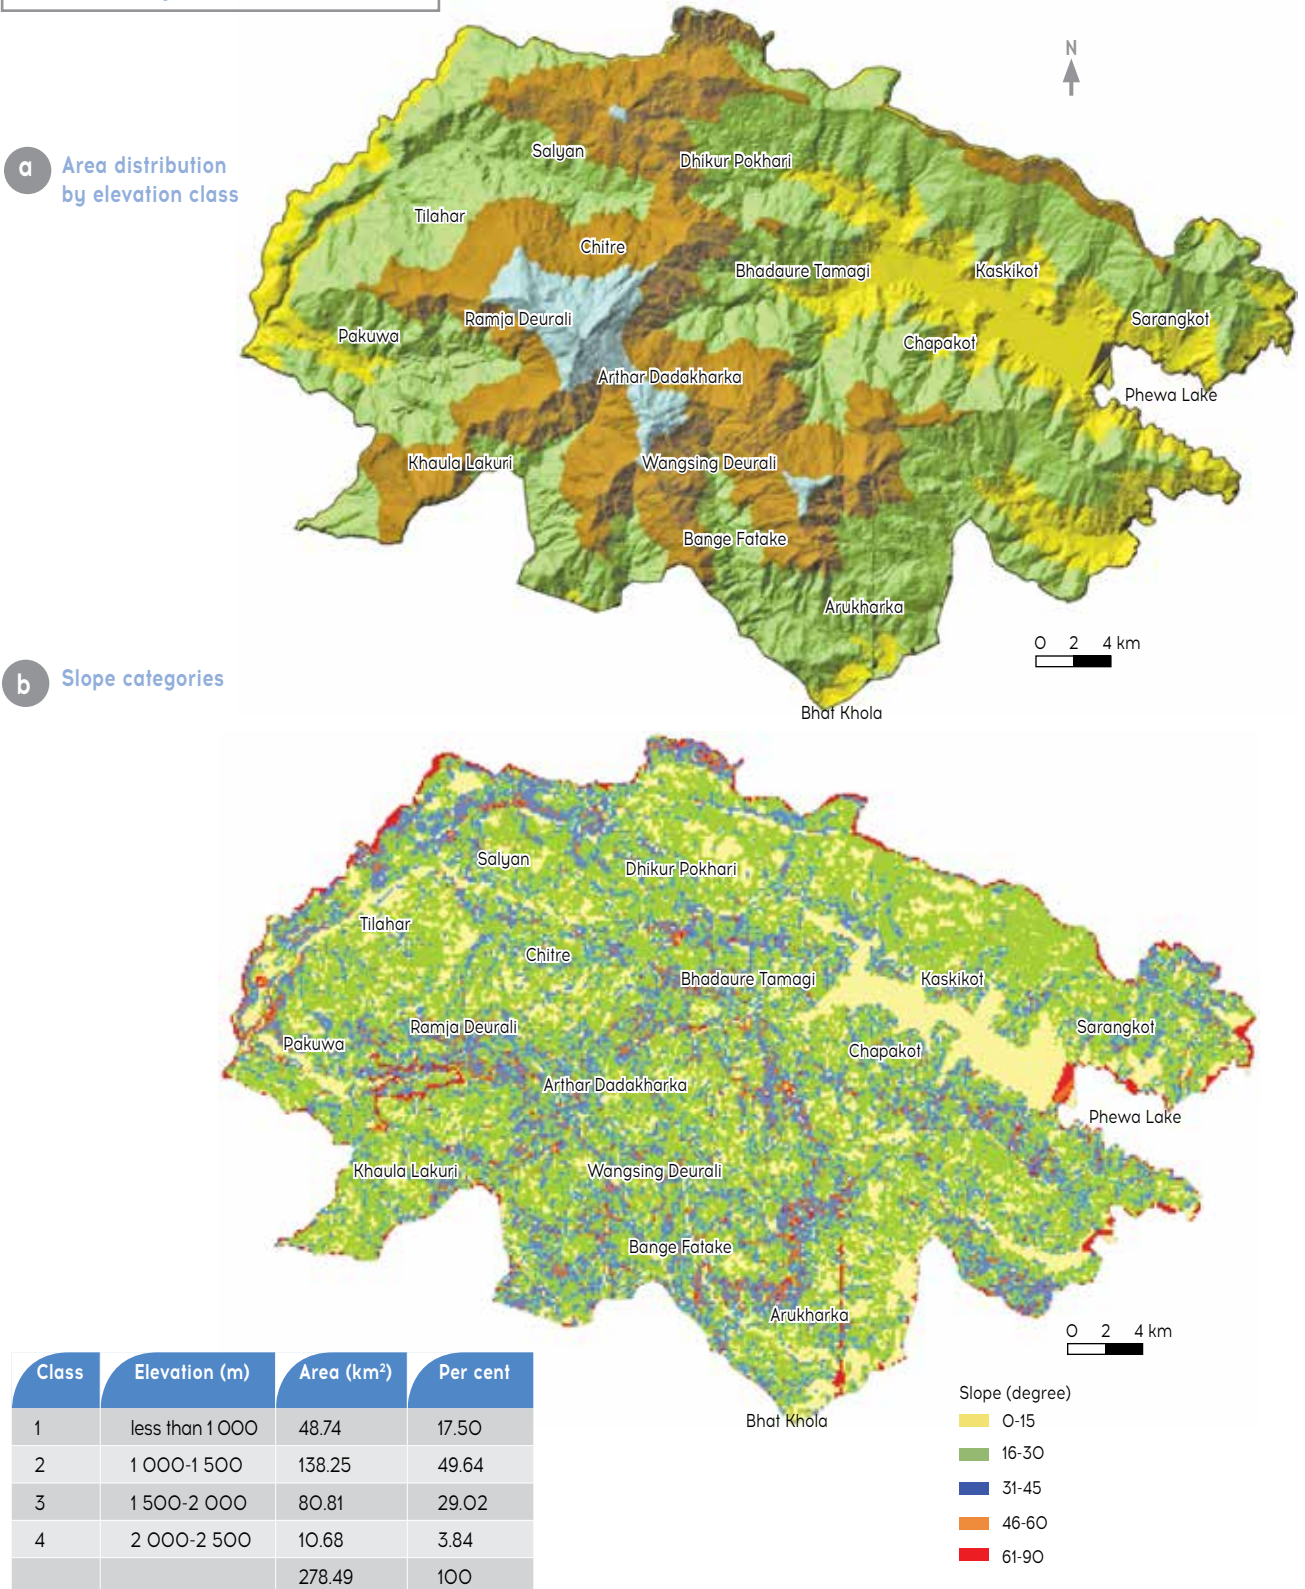 N
a
Area distribution
by elevation class
Salyan
Dhikur Pokhari
Tilahar
Chitre
Bhadaure Tamagi
Kaskikot
Ramja Deurali
Sarangkot
Pakuwa
Chapakot
Arthar Dadakharka
Phewa Lake
Khaula Lakuri
Wangsing Deurali
Bange Fatake
Arukharka
0 2 4 km
Bhat Khola
b
Slope categories
Salyan
Dhikur Pokhari
Tilahar
Chitre
Bhadaure Tamagi
Kaskikot
Ramja Deurali
Sarangkot
Pakuwa
Chapakot
Arthar Dadakharka
Phewa Lake
Khaula Lakuri
Wangsing Deurali
Bange Fatake
Arukharka
0 2 4 km
Bhat Khola
Class Elevation (m) Area (km²) Per cent
1 less than 1 000 48.74 17.50
2 1 000-1 500 138.25 49.64
3 1 500-2 000 80.81 29.02
4 2 000-2 500 10.68 3.84
278.49 100
Slope (degree)
0-15
16-30
31-45
46-60
61-90